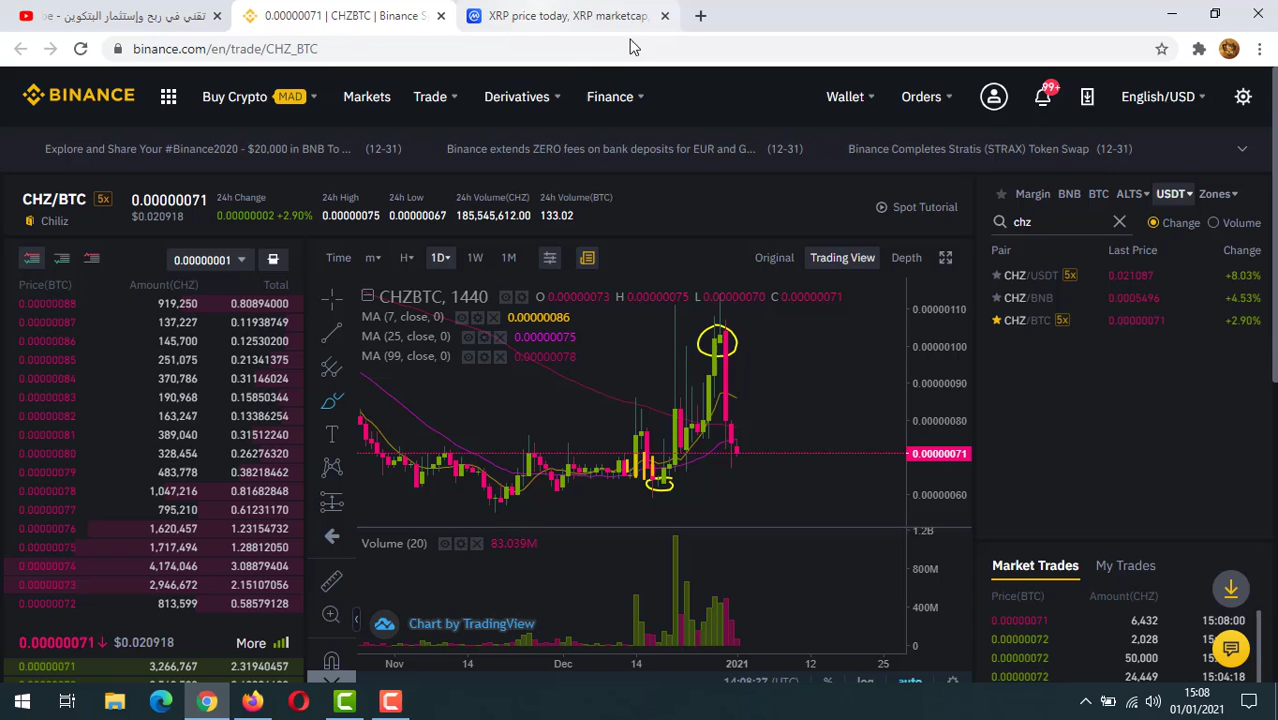 تقني في ربح وإستثمار البتكوين - be
0.00000071 | CHZBTC | Binance S
XRP price today, XRP marketcap,
binance.com/en/trade/CHZ_BTC
BINANCE
Buy Crypto MAD
Markets
Trade
Derivatives
Finance
Wallet
Orders
99+
English/USD
Explore and Share Your #Binance2020 - $20,000 in BNB To ... (12-31)
Binance extends ZERO fees on bank deposits for EUR and G... (12-31)
Binance Completes Stratis (STRAX) Token Swap (12-31)
CHZ/BTC 5x
Chiliz
0.00000071
$0.020918
24h Change
0.00000002 +2.90%
24h High
0.00000075
24h Low
0.00000067
24h Volume(CHZ)
185,545,612.00
24h Volume(BTC)
133.02
Spot Tutorial
Margin BNB BTC ALTS USDT Zones
chz
Change Volume
Pair Last Price Change
CHZ/USDT 5x 0.021087 +8.03%
CHZ/BNB 0.0005496 +4.53%
CHZ/BTC 5x 0.00000071 +2.90%
0.00000001
Price(BTC) Amount(CHZ) Total
0.00000088 919,250 0.80894000
0.00000087 137,227 0.11938749
0.00000086 145,700 0.12530200
0.00000085 251,075 0.21341375
0.00000084 370,786 0.31146024
0.00000083 190,968 0.15850344
0.00000082 163,247 0.13386254
0.00000081 389,040 0.31512240
0.00000080 328,454 0.26276320
0.00000079 483,778 0.38218462
0.00000078 1,047,216 0.81682848
0.00000077 795,210 0.61231170
0.00000076 1,620,457 1.23154732
0.00000075 1,717,494 1.28812050
0.00000074 4,174,046 3.08879404
0.00000073 2,946,672 2.15107056
0.00000072 813,599 0.58579128
0.00000071 $0.020918 More
0.00000071 3,266,767 2.31940457
Time m H 1D 1W 1M
Original Trading View Depth
CHZBTC, 1440 O 0.00000073 H 0.00000075 L 0.00000070 C 0.00000071
MA (7, close, 0) 0.00000086
MA (25, close, 0) 0.00000075
MA (99, close, 0) 0.00000078
0.00000110
0.00000100
0.00000090
0.00000080
0.00000071
0.00000060
Volume (20) 83.039M
1.2B
800M
400M
0
Chart by TradingView
Nov 14 Dec 14 2021 12 25
14:08:27 (UTC) % log auto
Market Trades My Trades
Price(BTC) Amount(CHZ)
0.00000071 6,432 15:08:00
0.00000072 2,028
0.00000072 50,000
0.00000072 24,449 15:04:18
15:08
01/01/2021